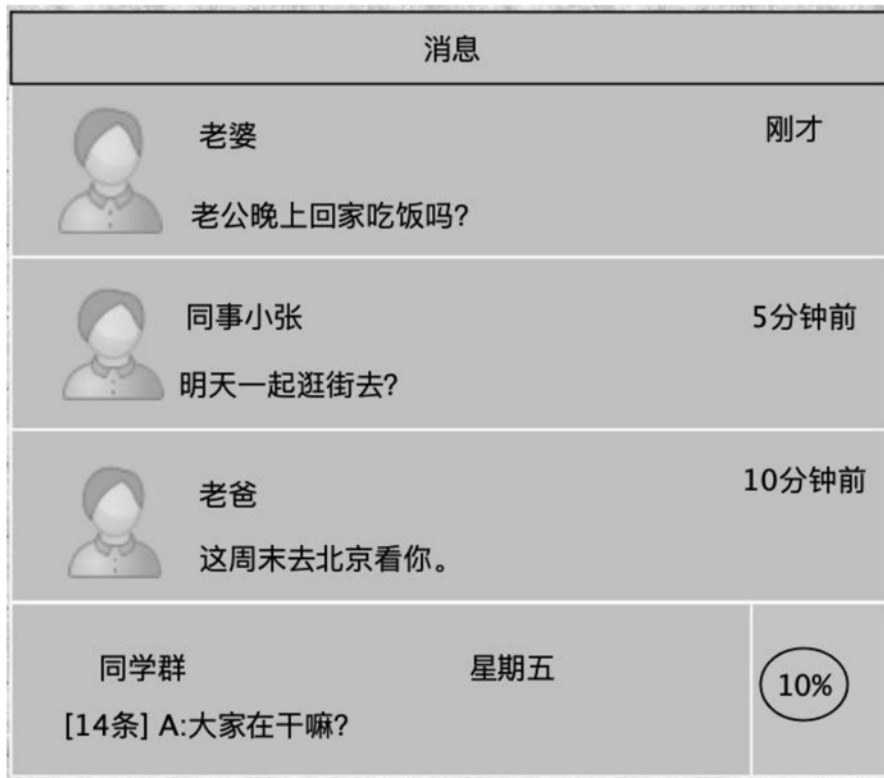 消息
老婆 刚才
老公晚上回家吃饭吗?
同事小张 5分钟前
明天一起逛街去?
老爸 10分钟前
这周末去北京看你。
同学群 星期五
10%
[14条] A:大家在干嘛?